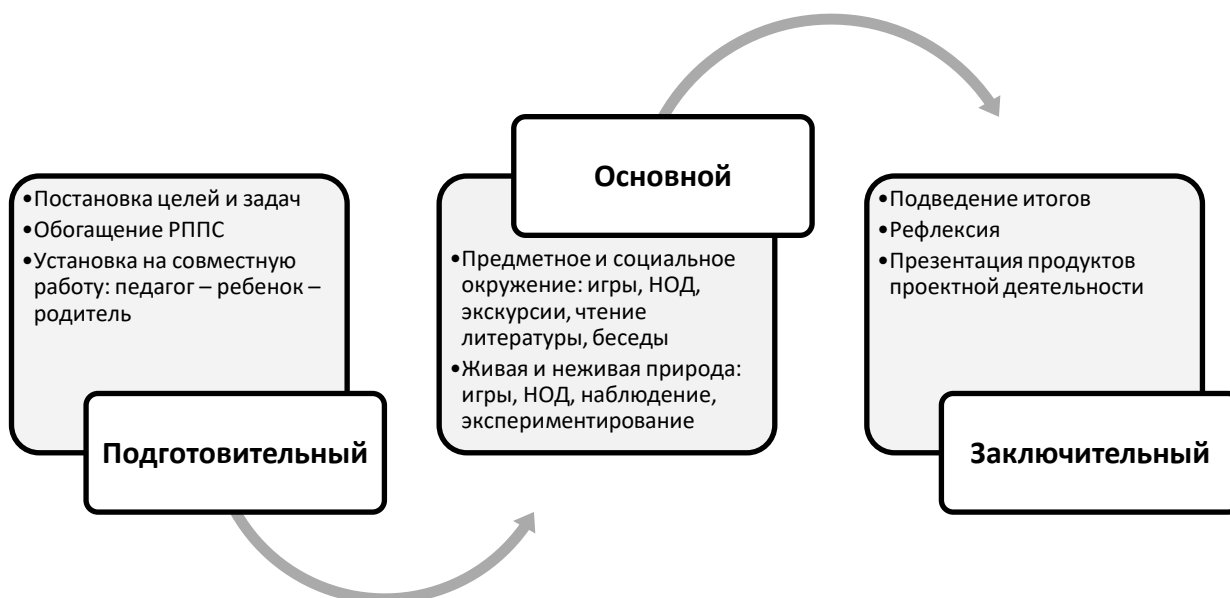 •Постановка целей и задач
•Обогащение РППС
•Установка на совместную
работу: педагог – ребенок –
родитель
Подготовительный
Основной
•Предметное и социальное
окружение: игры, НОД,
экскурсии, чтение
литературы, беседы
•Живая и неживая природа:
игры, НОД, наблюдение,
экспериментирование
•Подведение итогов
•Рефлексия
•Презентация продуктов
проектной деятельности
Заключительный